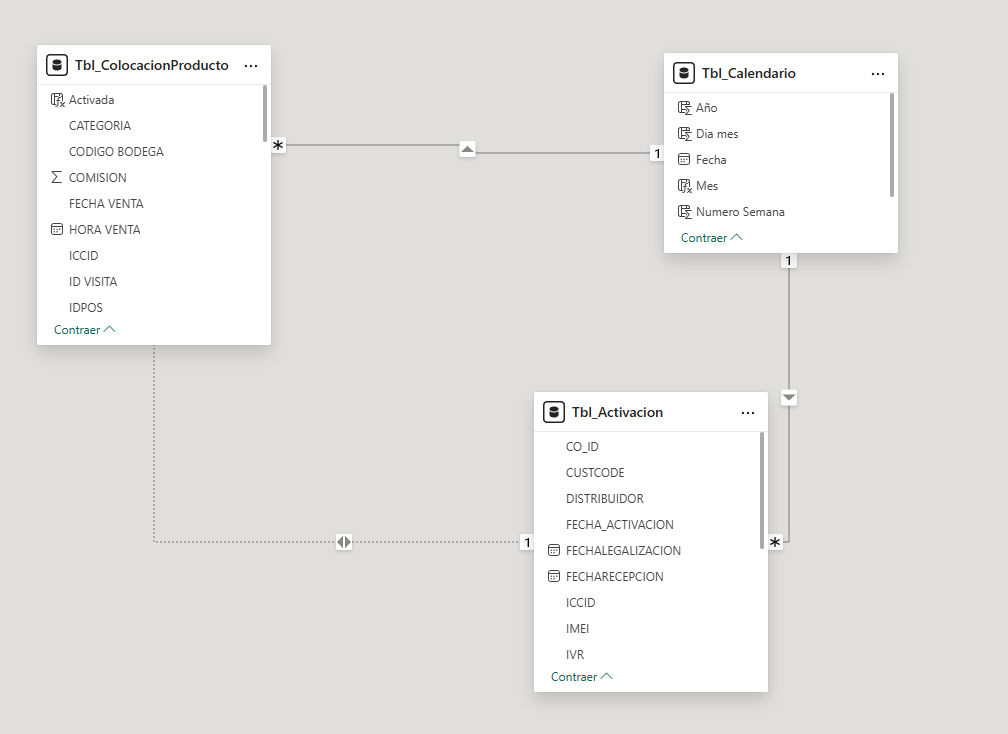 Tbl_ColocacionProducto ...
Activada
CATEGORIA
CODIGO BODEGA
∑ COMISION
FECHA VENTA
HORA VENTA
ICCID
ID VISITA
IDPOS
Contraer
*
1
Tbl_Calendario ...
Año
Dia mes
Fecha
Mes
Numero Semana
Contraer
1
Tbl_Activacion ...
CO_ID
CUSTCODE
DISTRIBUIDOR
FECHA_ACTIVACION
FECHALEGALIZACION
FECHARECEPCION
ICCID
IMEI
IVR
Contraer
1
*